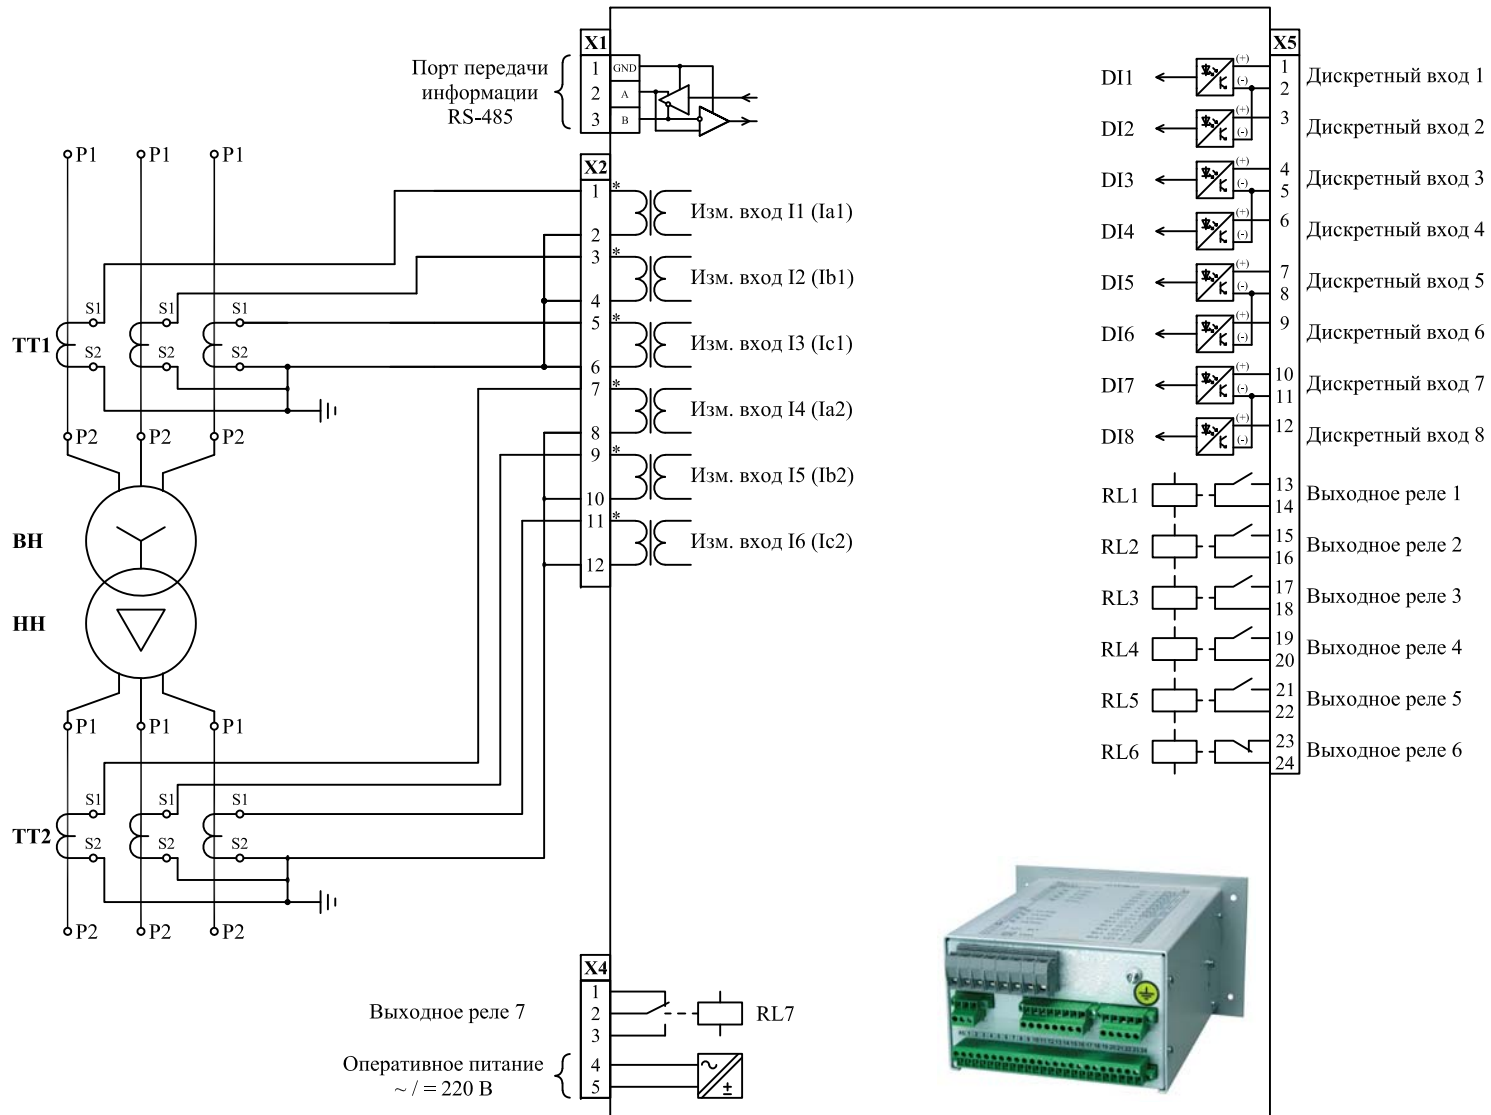 X1
1 GND
2 A
3 B
Порт передачи
информации
RS-485
P1 P1 P1
S1 S1 S1
TT1
S2 S2 S2
P2 P2 P2
ВН
НН
P1 P1 P1
S1 S1 S1
TT2
S2 S2 S2
P2 P2 P2
X2
1 * Изм. вход I1 (Ia1)
2
3 * Изм. вход I2 (Ib1)
4
5 * Изм. вход I3 (Ic1)
6
7 * Изм. вход I4 (Ia2)
8
9 * Изм. вход I5 (Ib2)
10
11 * Изм. вход I6 (Ic2)
12
X4
1
2
3
4
5
Выходное реле 7
RL7
Оперативное питание
~ / = 220 В
X5
DI1 (+) 1 Дискретный вход 1
(-) 2
DI2 (+) 3 Дискретный вход 2
(-)
DI3 (+) 4 Дискретный вход 3
(-) 5
DI4 (+) 6 Дискретный вход 4
(-)
DI5 (+) 7 Дискретный вход 5
(-) 8
DI6 (+) 9 Дискретный вход 6
(-)
DI7 (+) 10 Дискретный вход 7
(-) 11
DI8 (+) 12 Дискретный вход 8
(-)
RL1 13 Выходное реле 1
14
RL2 15 Выходное реле 2
16
RL3 17 Выходное реле 3
18
RL4 19 Выходное реле 4
20
RL5 21 Выходное реле 5
22
RL6 23 Выходное реле 6
24